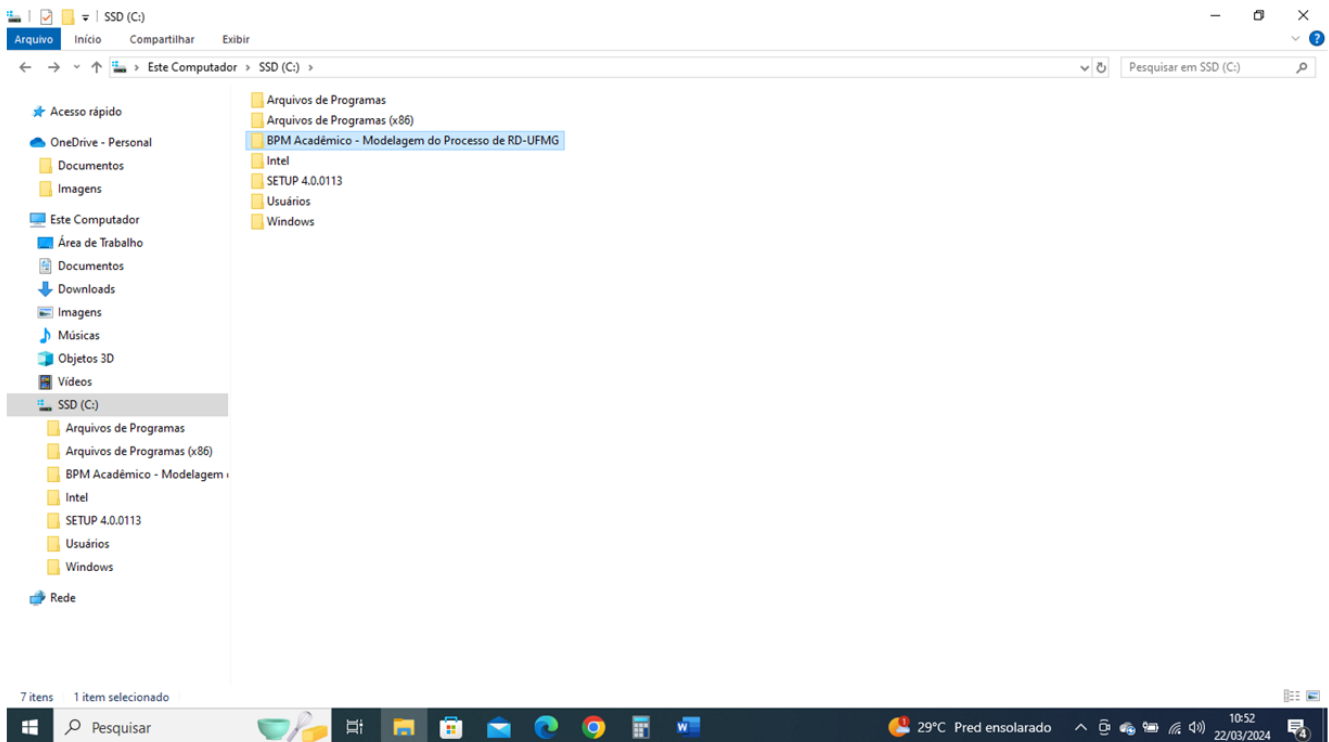 SSD (C:)
Arquivo Início Compartilhar Exibir
Este Computador > SSD (C:) >
Pesquisar em SSD (C:)
Acesso rápido
OneDrive - Personal
Documentos
Imagens
Este Computador
Área de Trabalho
Documentos
Downloads
Imagens
Músicas
Objetos 3D
Vídeos
SSD (C:)
Arquivos de Programas
Arquivos de Programas (x86)
BPM Acadêmico - Modelagem
Intel
SETUP 4.0.0113
Usuários
Windows
Rede
Arquivos de Programas
Arquivos de Programas (x86)
BPM Acadêmico - Modelagem do Processo de RD-UFMG
Intel
SETUP 4.0.0113
Usuários
Windows
7 itens 1 item selecionado
Pesquisar
29°C Pred ensolarado
10:52
22/03/2024
4